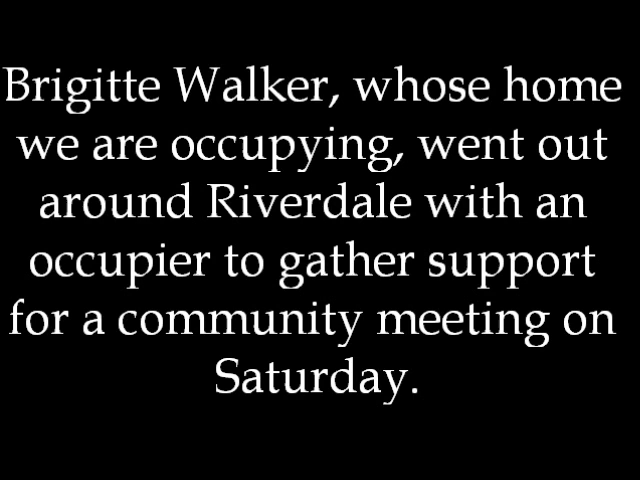 Brigitte Walker, whose home
we are occupying, went out
around Riverdale with an
occupier to gather support
for a community meeting on
Saturday.